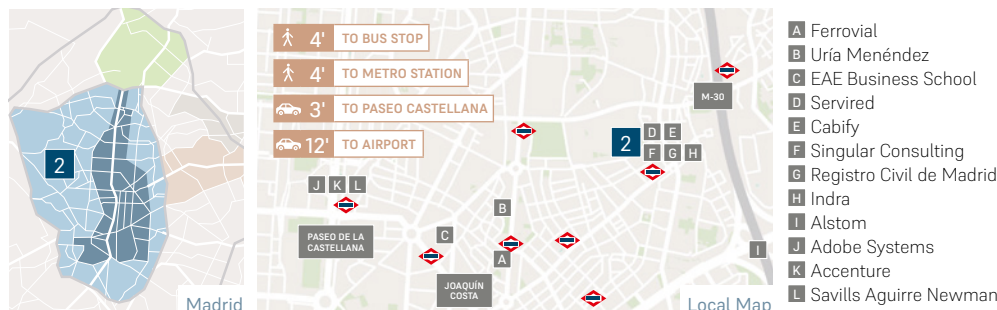 2
Madrid
4' TO BUS STOP
4' TO METRO STATION
3' TO PASEO CASTELLANA
12' TO AIRPORT
M-30
2
D E
F G H
J K L
B
PASEO DE LA
CASTELLANA
C
A
I
JOAQUÍN
COSTA
Local Map
A Ferrovial
B Uría Menéndez
C EAE Business School
D Servired
E Cabify
F Singular Consulting
G Registro Civil de Madrid
H Indra
I Alstom
J Adobe Systems
K Accenture
L Savills Aguirre Newman